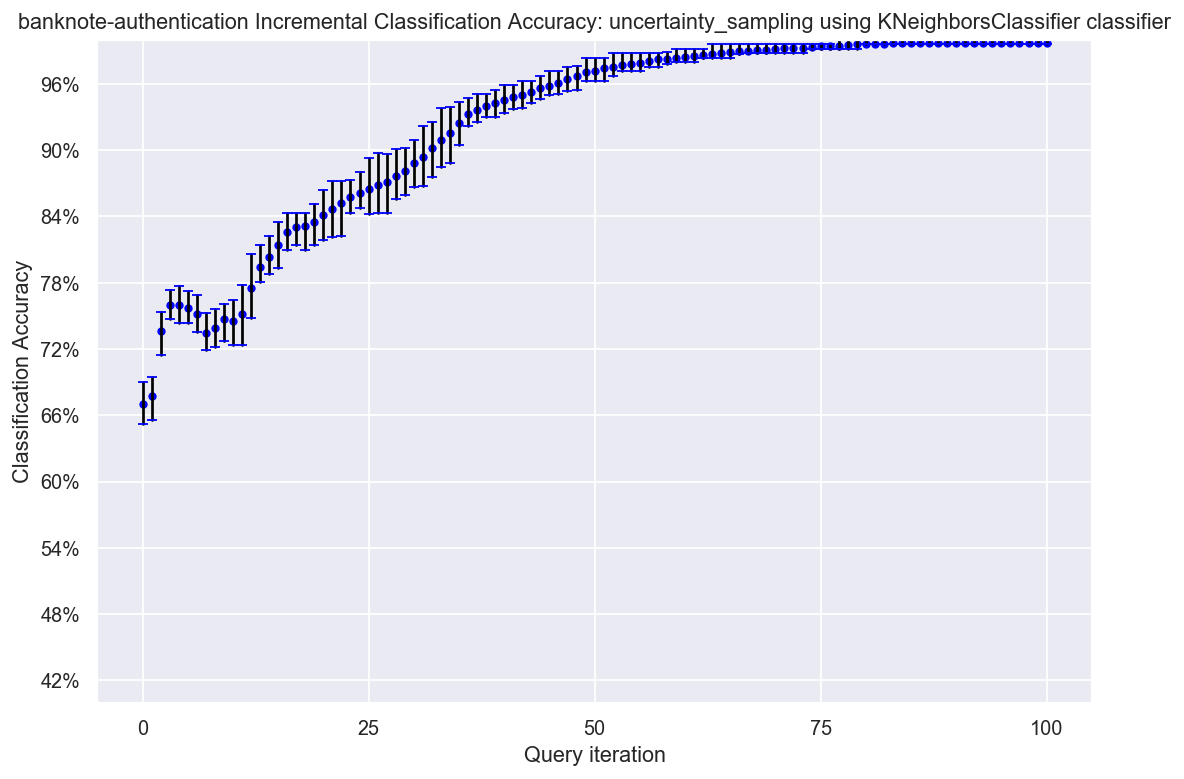 banknote-authentication Incremental Classification Accuracy: uncertainty_sampling using KNeighborsClassifier classifier
96%
90%
84%
78%
72%
66%
60%
54%
48%
42%
Classification Accuracy
0 25 50 75 100
Query iteration